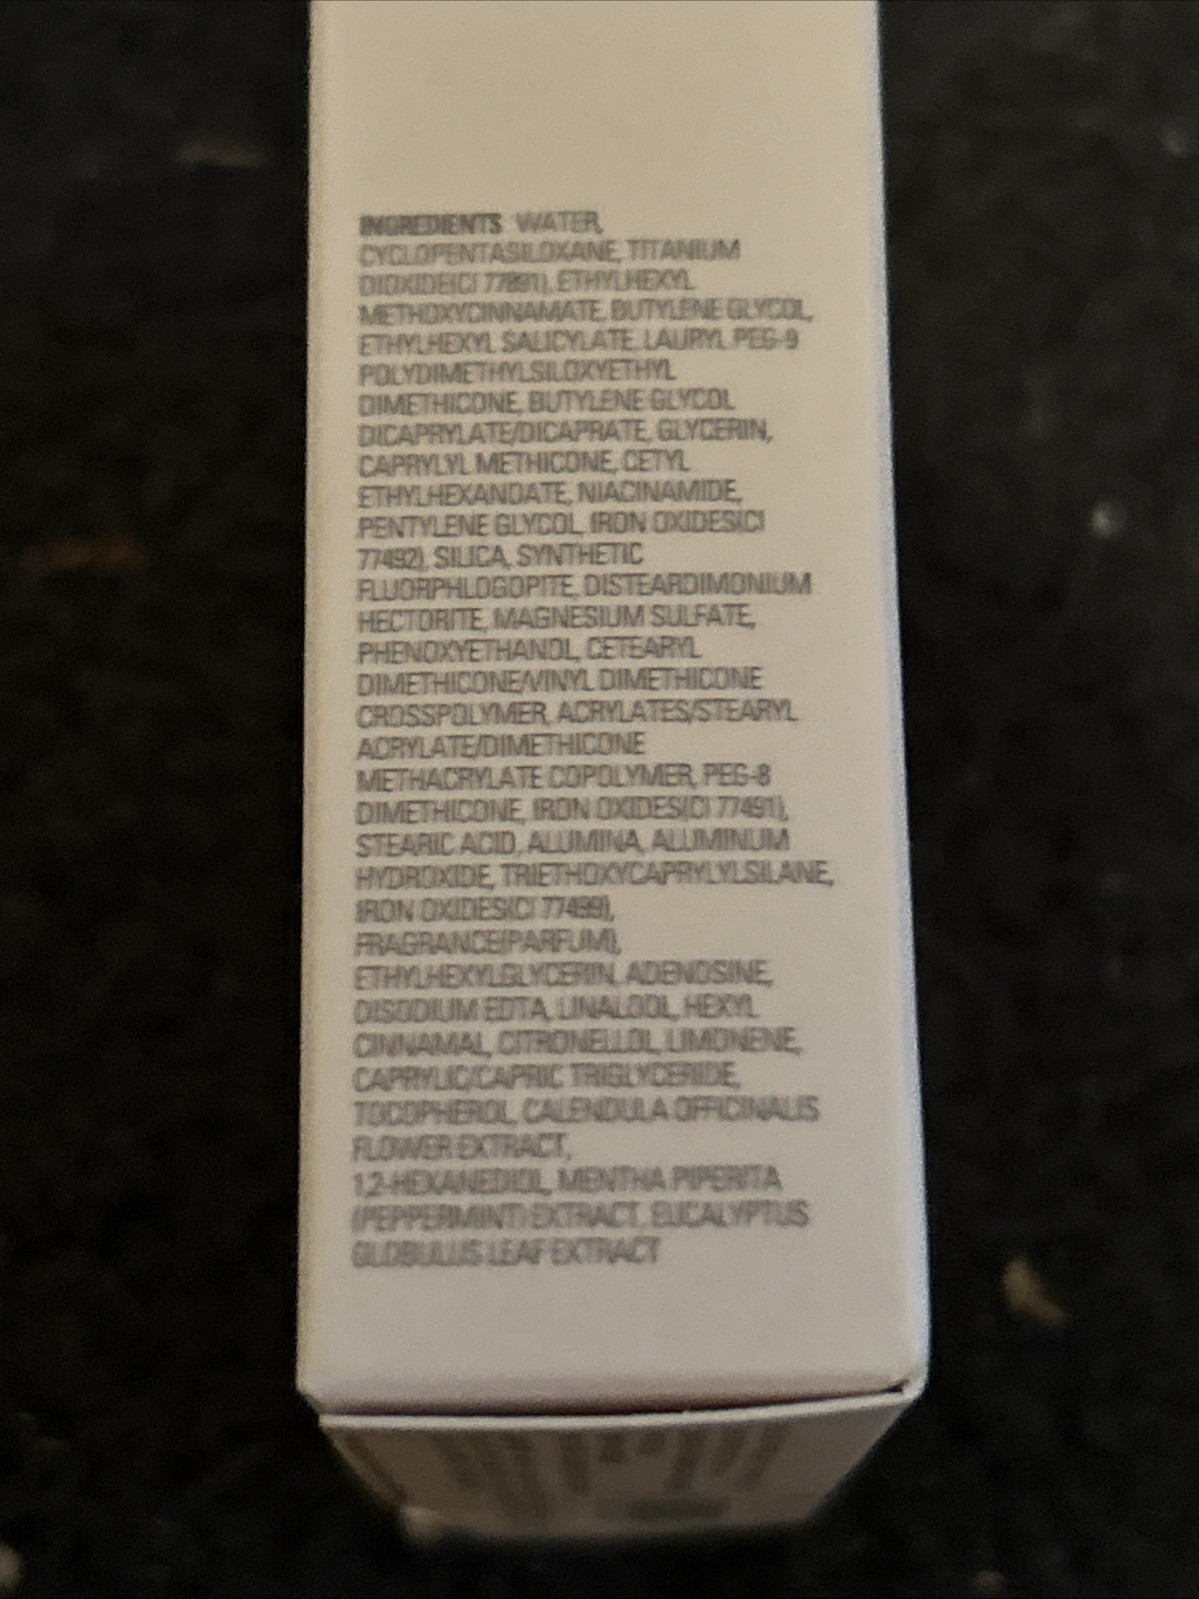 INGREDIENTS WATER,
CYCLOPENTASILOXANE, TITANIUM
DIOXIDE(CI 77891), ETHYLHEXYL
METHOXYCINNAMATE, BUTYLENE GLYCOL,
ETHYLHEXYL SALICYLATE, LAURYL PEG-9
POLYDIMETHYLSILOXYETHYL
DIMETHICONE, BUTYLENE GLYCOL
DICAPRYLATE/DICAPRATE, GLYCERIN,
CAPRYLYL METHICONE, CETYL
ETHYLHEXANOATE, NIACINAMIDE,
PENTYLENE GLYCOL, IRON OXIDES(CI
77492), SILICA, SYNTHETIC
FLUORPHLOGOPITE, DISTEARDIMONIUM
HECTORITE, MAGNESIUM SULFATE,
PHENOXYETHANOL, CETEARYL
DIMETHICONE/VINYL DIMETHICONE
CROSSPOLYMER, ACRYLATES/STEARYL
ACRYLATE/DIMETHICONE
METHACRYLATE COPOLYMER, PEG-8
DIMETHICONE, IRON OXIDES(CI 77491),
STEARIC ACID, ALUMINA, ALUMINUM
HYDROXIDE, TRIETHOXYCAPRYLYLSILANE,
IRON OXIDES(CI 77499),
FRAGRANCE(PARFUM),
ETHYLHEXYLGLYCERIN, ADENOSINE,
DISODIUM EDTA, LINALOOL, HEXYL
CINNAMAL, CITRONELLOL, LIMONENE,
CAPRYLIC/CAPRIC TRIGLYCERIDE,
TOCOPHEROL, CALENDULA OFFICINALIS
FLOWER EXTRACT,
1,2-HEXANEDIOL, MENTHA PIPERITA
(PEPPERMINT) EXTRACT, EUCALYPTUS
GLOBULUS LEAF EXTRACT